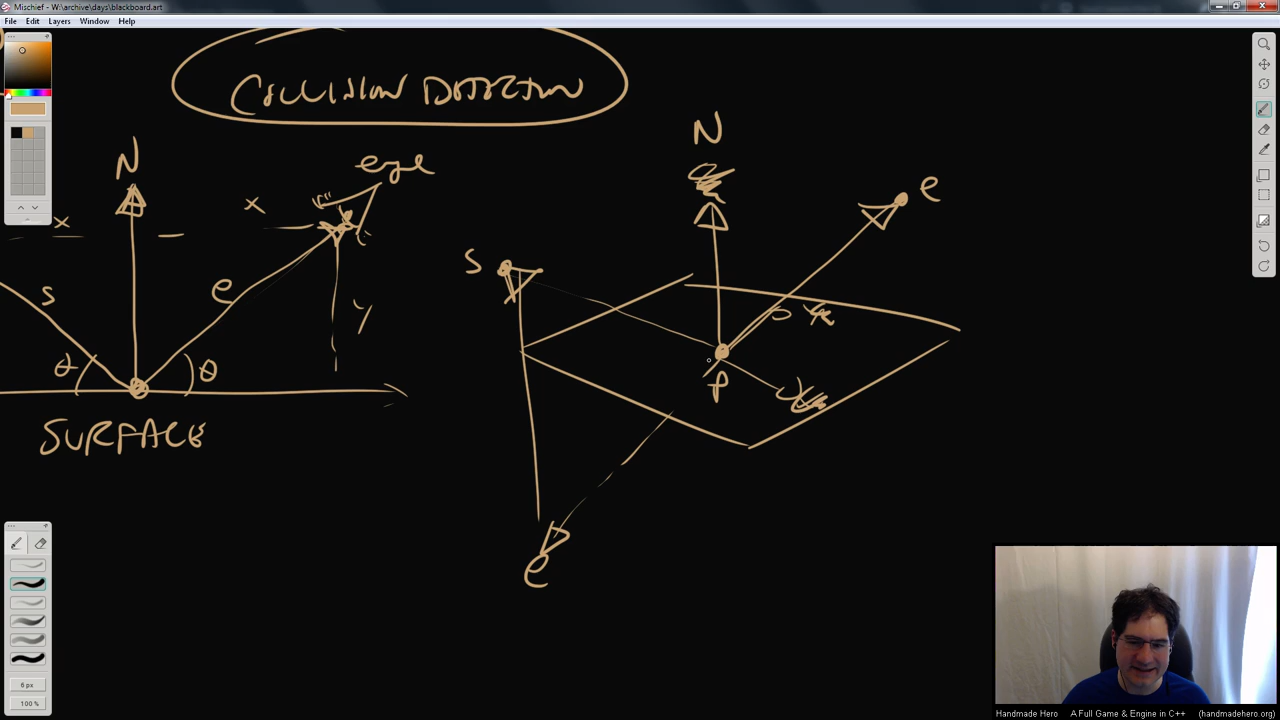 Mischief - W:\archive\days\blackboard.art
File Edit Layers Window Help
COLLISION DETECTION
N
eye
x
x
s
e
y
θ
θ
SURFACE
N
e
s
P
e
6 px
100 %
Handmade Hero A Full Game & Engine in C++ (handmadehero.org)